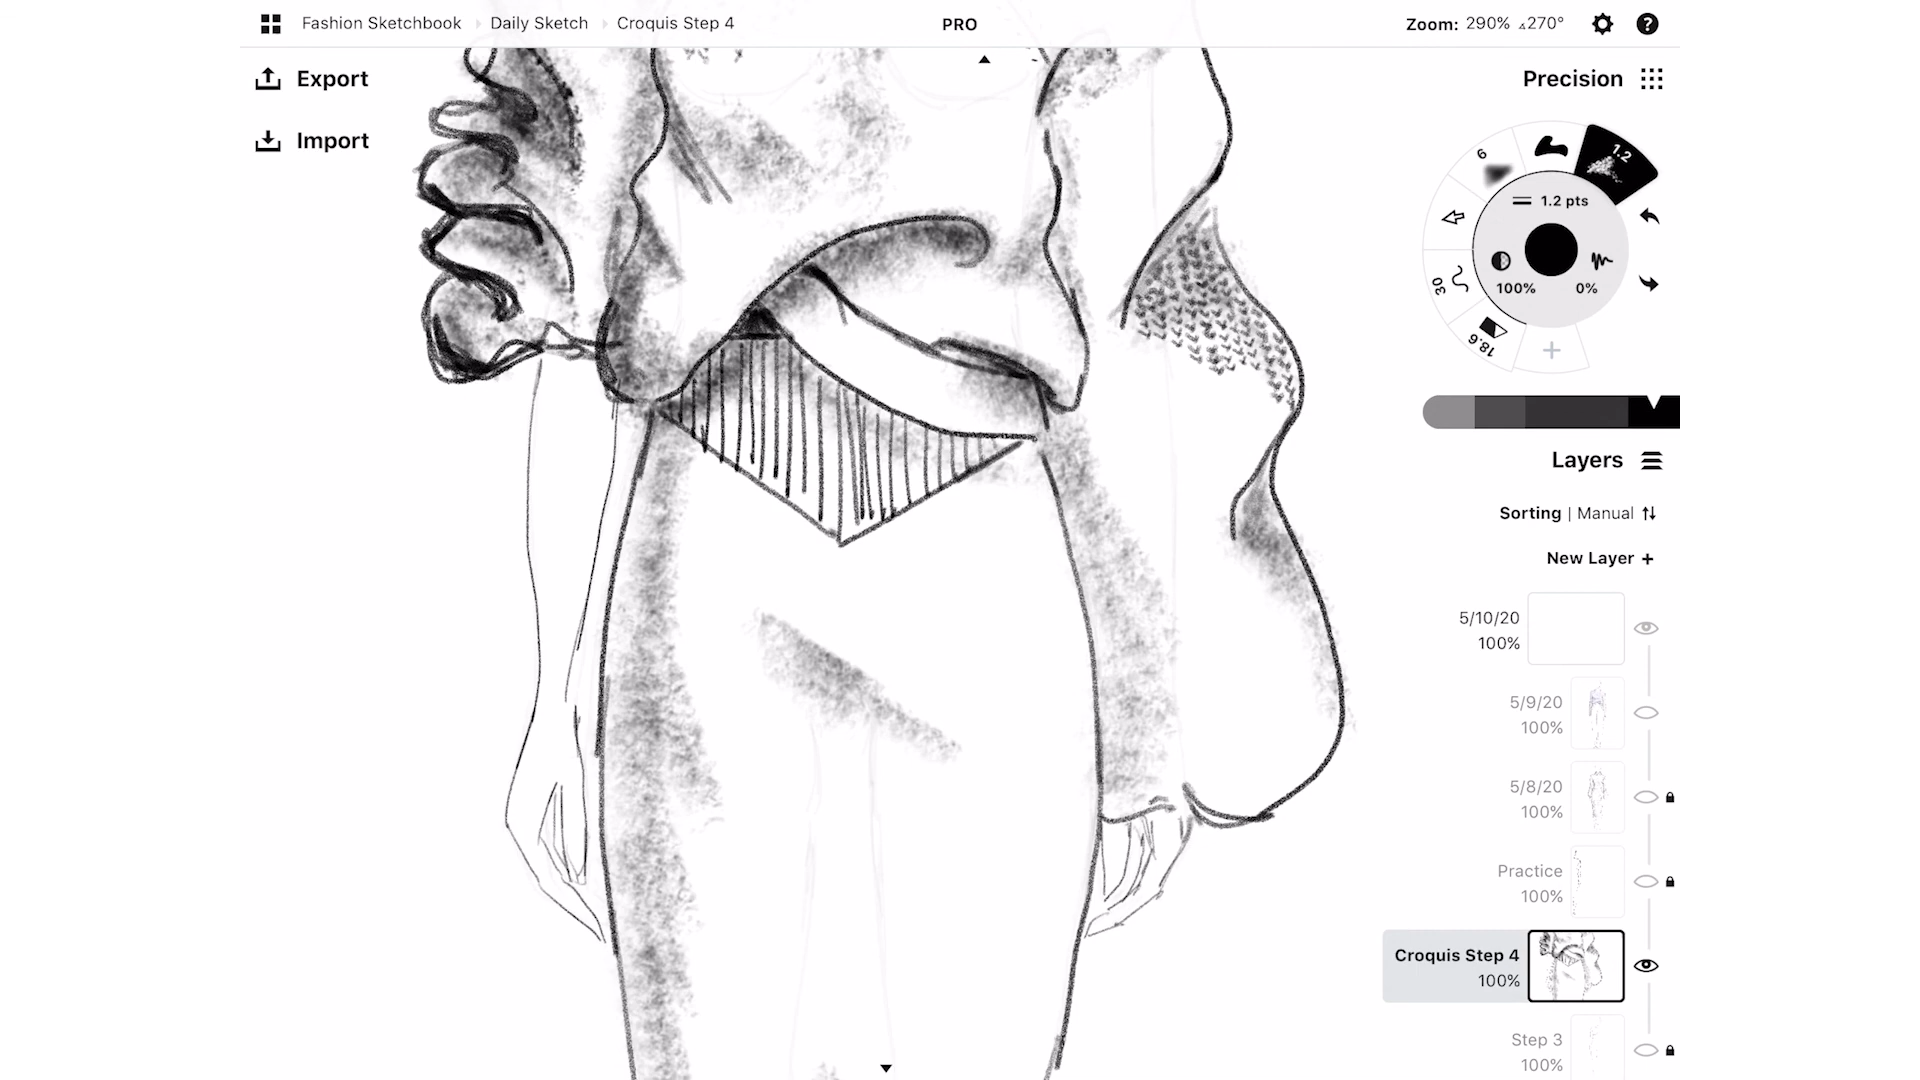 Fashion Sketchbook Daily Sketch Croquis Step 4
PRO
Zoom: 290% ⦟270°
Export
Import
Precision
6
1.2
1.2 pts
100%
0%
30
18.6
+
Layers
Sorting | Manual
New Layer +
5/10/20
100%
5/9/20
100%
5/8/20
100%
Practice
100%
Croquis Step 4
100%
Step 3
100%